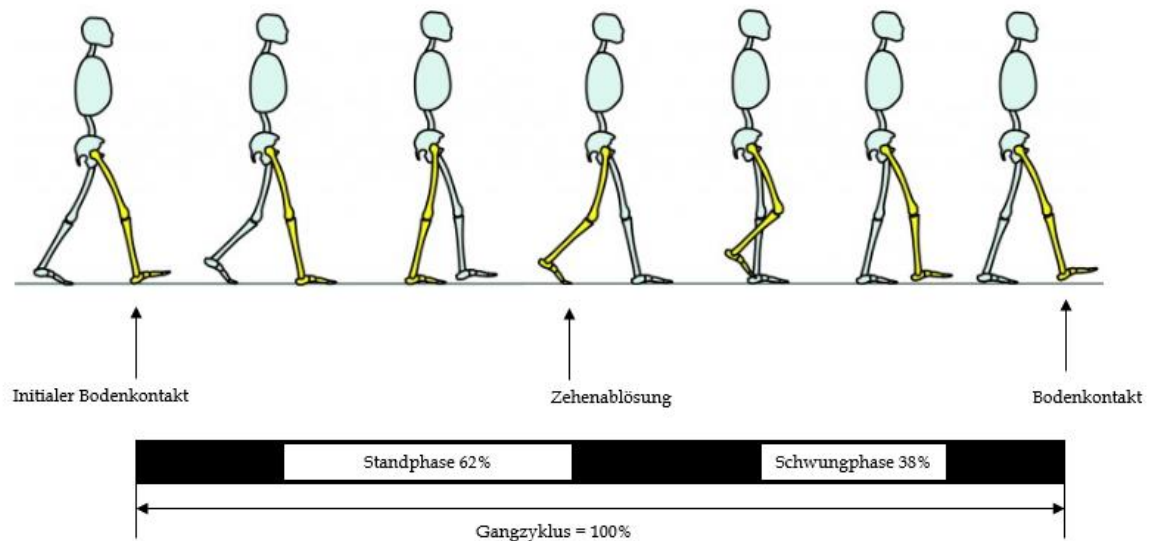 Initialer Bodenkontakt
Zehenablösung
Bodenkontakt
Standphase 62%
Schwungphase 38%
Gangzyklus = 100%